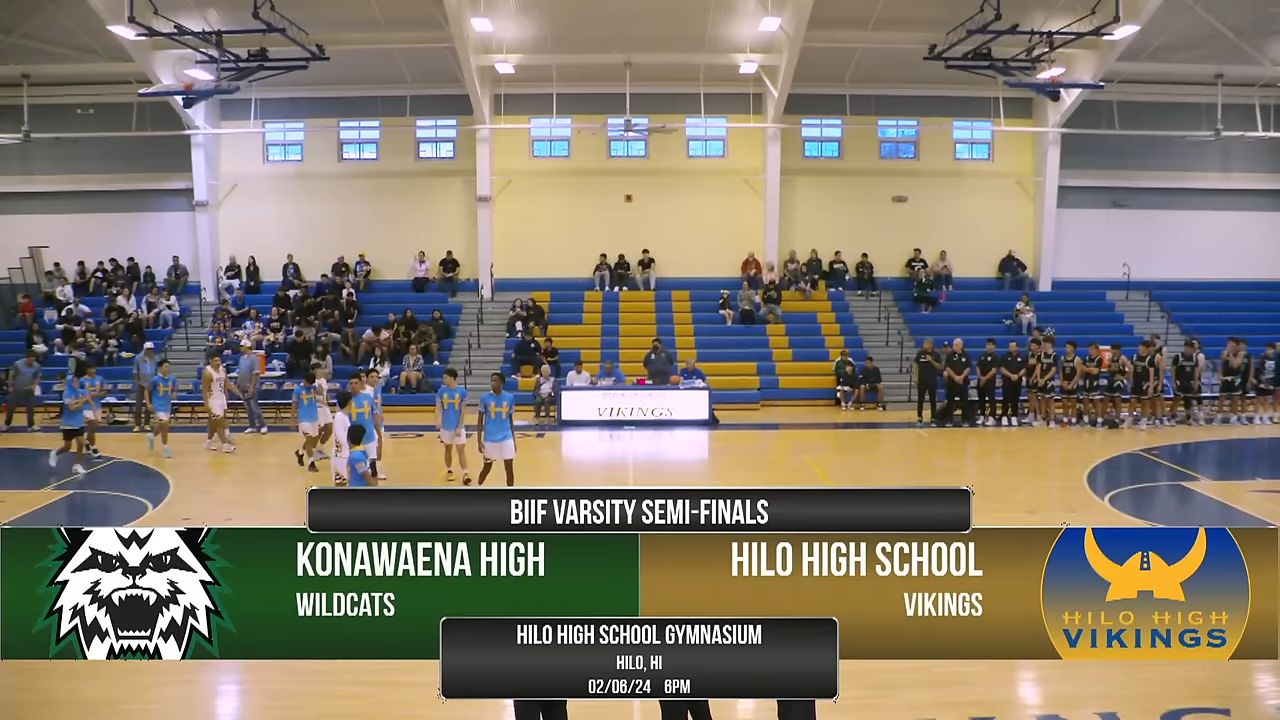 VIKINGS
BIIF VARSITY SEMI-FINALS
KONAWAENA HIGH
WILDCATS
HILO HIGH SCHOOL
VIKINGS
HILO HIGH
VIKINGS
HILO HIGH SCHOOL GYMNASIUM
HILO, HI
02/06/24 6PM